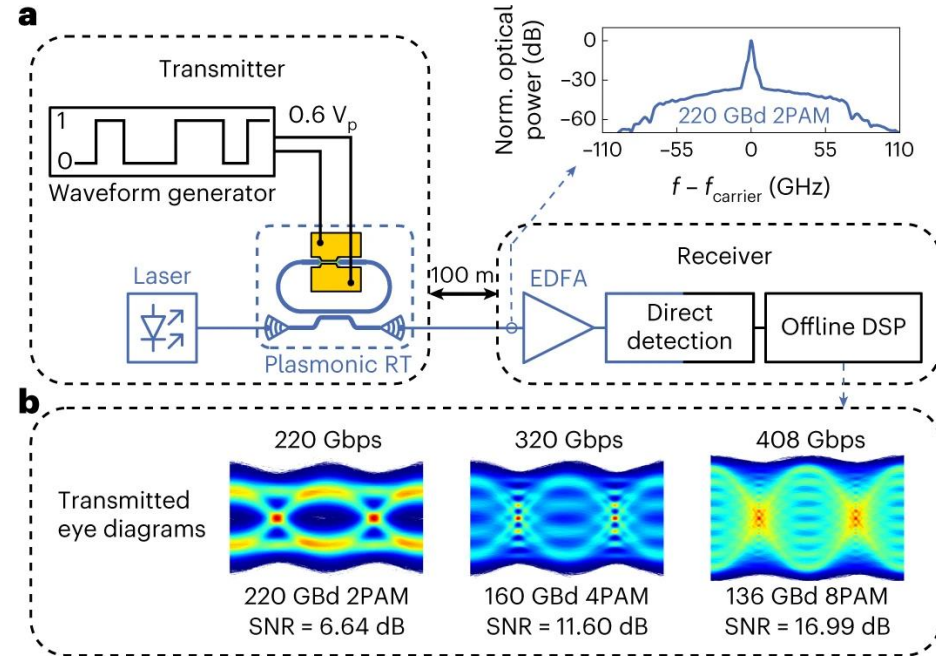 a
Transmitter
1
0
0.6 Vp
Waveform generator
Laser
Plasmonic RT
100 m
Norm. optical
power (dB)
0
−30
−60
220 GBd 2PAM
−110 −55 0 55 110
f – fcarrier (GHz)
Receiver
EDFA
Direct
detection
Offline DSP
b
Transmitted
eye diagrams
220 Gbps 320 Gbps 408 Gbps
220 GBd 2PAM 160 GBd 4PAM 136 GBd 8PAM
SNR = 6.64 dB SNR = 11.60 dB SNR = 16.99 dB